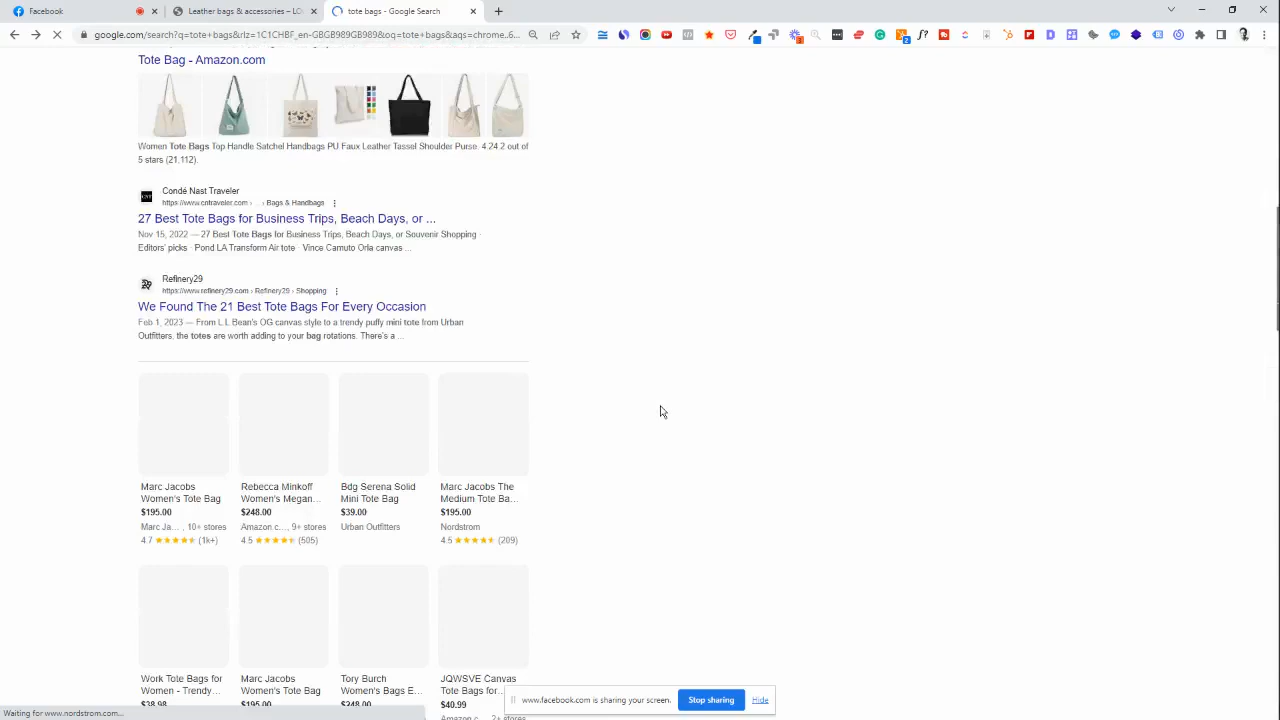 Facebook
Leather bags & accessories – LO
tote bags - Google Search
google.com/search?q=tote+bags&rlz=1C1CHBF_en-GBGB989GB989&oq=tote+bags&aqs=chrome..6...
Tote Bag - Amazon.com
Women Tote Bags Top Handle Satchel Handbags PU Faux Leather Tassel Shoulder Purse. 4.24.2 out of
5 stars (21,112).
Condé Nast Traveler
https://www.cntraveler.com › ... › Bags & Handbags
27 Best Tote Bags for Business Trips, Beach Days, or ...
Nov 15, 2022 — 27 Best Tote Bags for Business Trips, Beach Days, or Souvenir Shopping ·
Editors' picks · Pond LA Transform Air tote · Vince Camuto Orla canvas ...
Refinery29
https://www.refinery29.com › Refinery29 › Shopping
We Found The 21 Best Tote Bags For Every Occasion
Feb 1, 2023 — From L.L.Bean's OG canvas style to a trendy puffy mini tote from Urban
Outfitters, the totes are worth adding to your bag rotations. There's a ...
Marc Jacobs Women's Tote Bag
$195.00
Marc Ja... , 10+ stores
4.7 (1k+)
Rebecca Minkoff Women's Megan...
$248.00
Amazon c..., 9+ stores
4.5 (505)
Bdg Serena Solid Mini Tote Bag
$39.00
Urban Outfitters
Marc Jacobs The Medium Tote Ba...
$195.00
Nordstrom
4.5 (209)
Work Tote Bags for Women - Trendy...
$38.98
Marc Jacobs Women's Tote Bag
$195.00
Tory Burch Women's Bags E...
$348.00
JQWSVE Canvas Tote Bags for...
$40.99
Amazon c... 2+ stores
www.facebook.com is sharing your screen.
Stop sharing
Hide
Waiting for www.nordstrom.com...